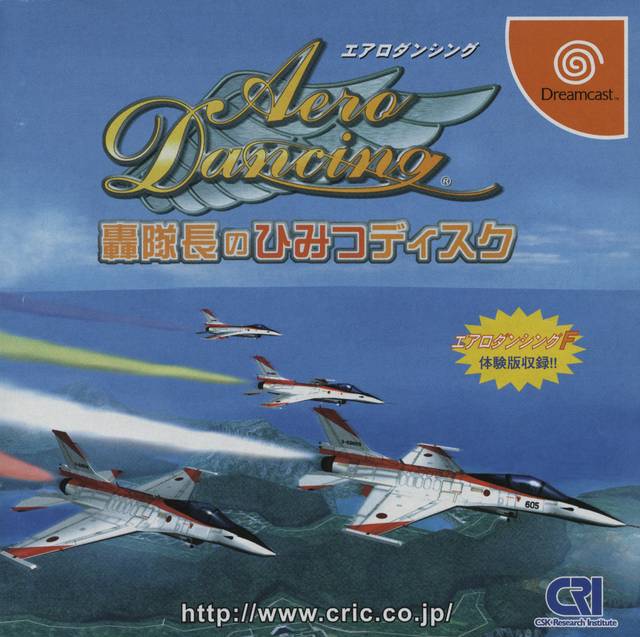 エアロダンシング
Aero
Dancing®
轟隊長のひみつディスク
Dreamcast™
エアロダンシングF
体験版収録!!
605
http://www.cric.co.jp/
CRI
CSK·Research Institute